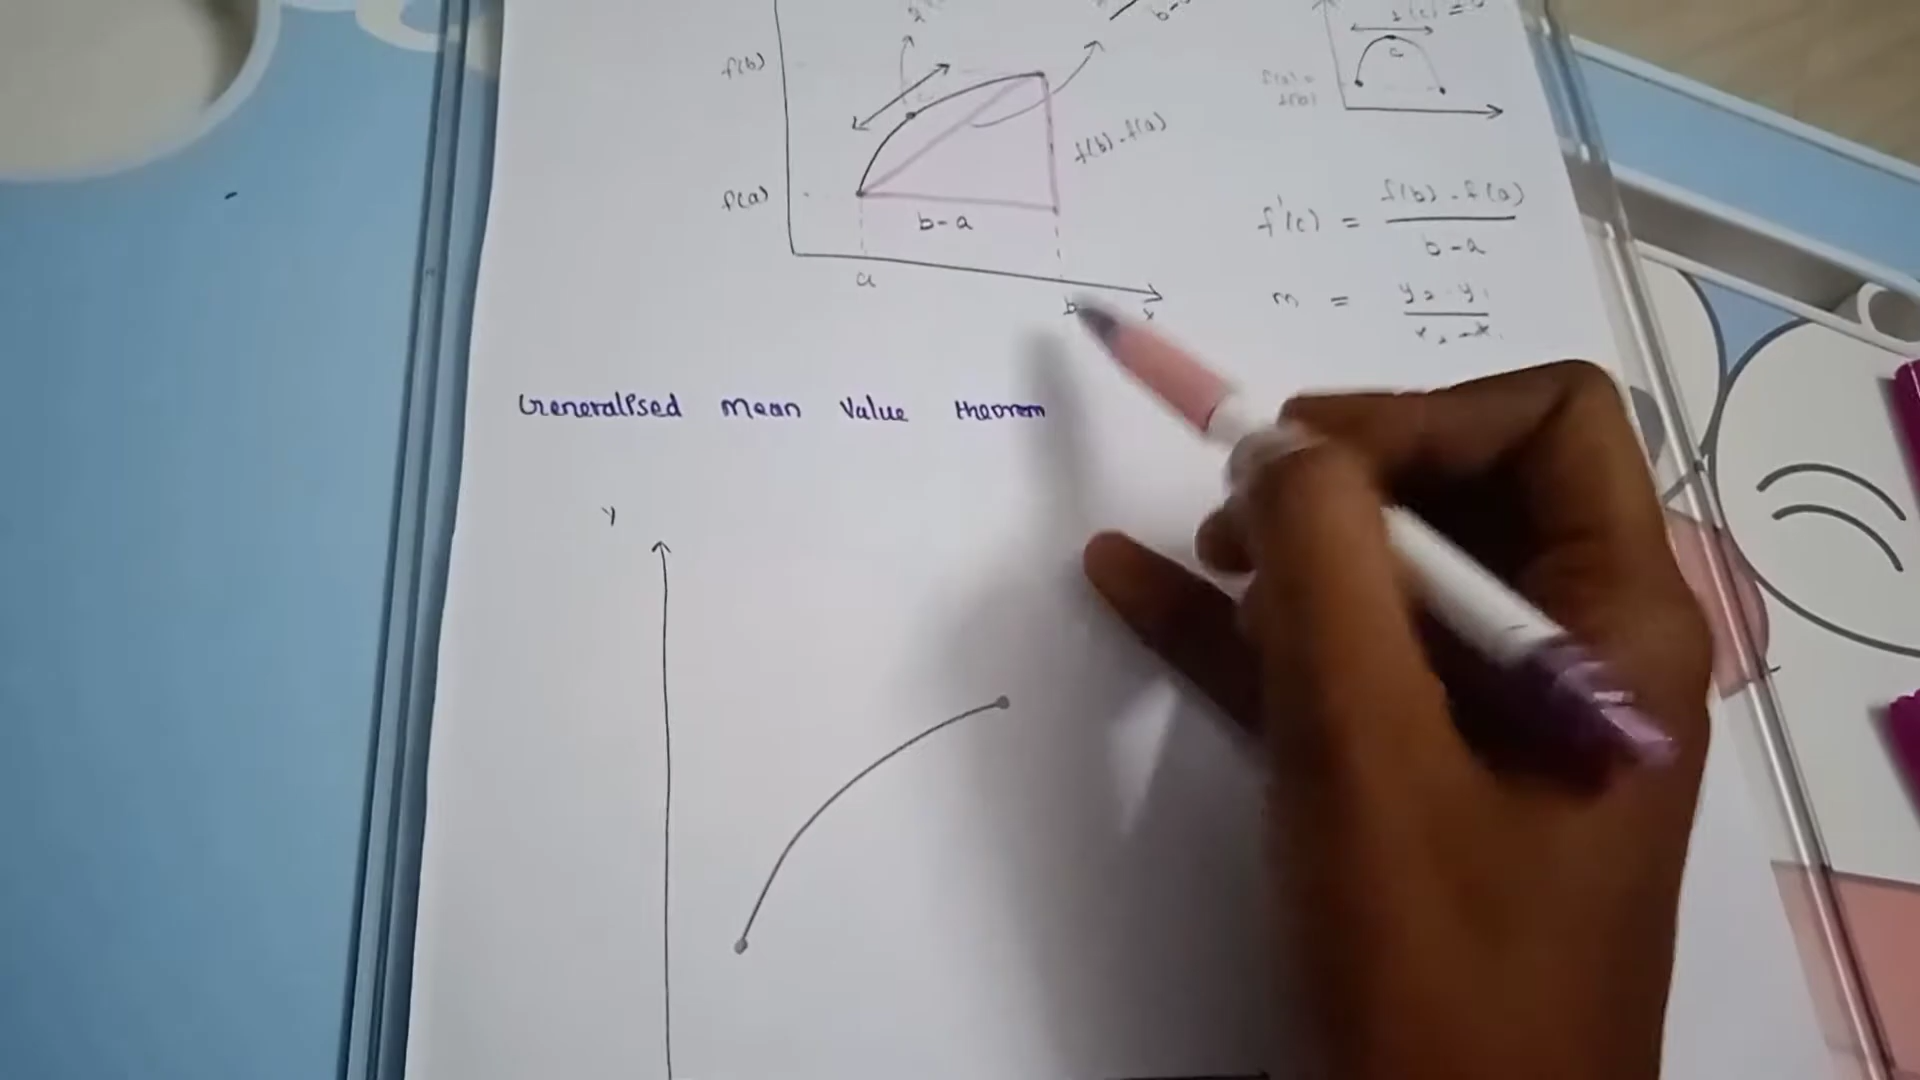 f(b)
f(a)
b-a
f(b)-f(a)
a
b
x
c
f'(c) = f(b)-f(a)
b-a
m = y₂-y₁
x₂-x₁
Generalised Mean Value theorem
y